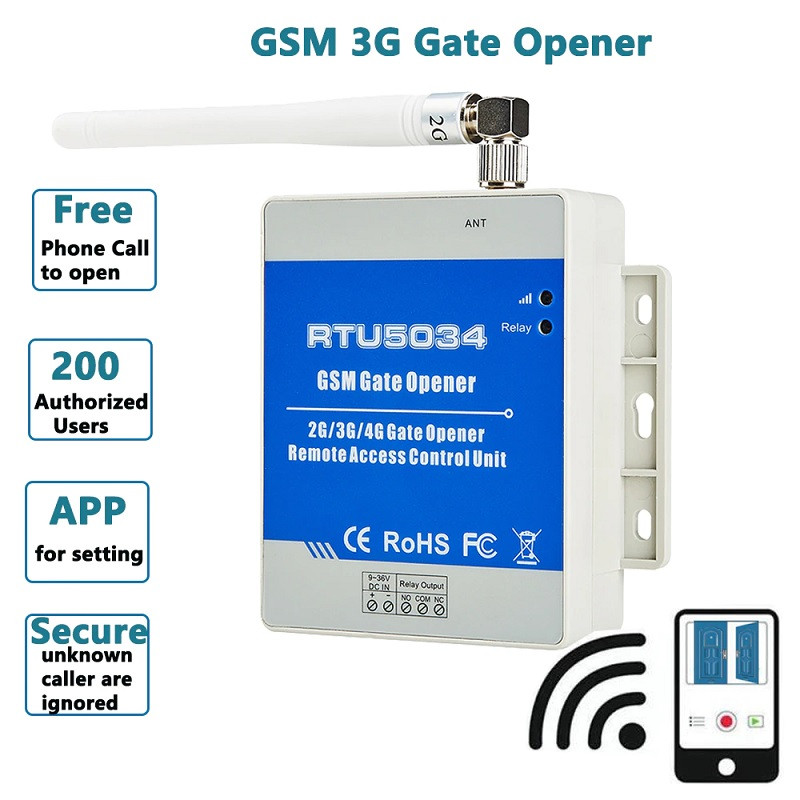 GSM 3G Gate Opener
2G
ANT
Relay
RTU5034
GSM Gate Opener
2G/3G/4G Gate Opener
Remote Access Control Unit
CE RoHS FC
9~36V
DC IN
+ -
Relay Output
NO COM NC
Free
Phone Call
to open
200
Authorized
Users
APP
for setting
Secure
unknown
caller are
ignored